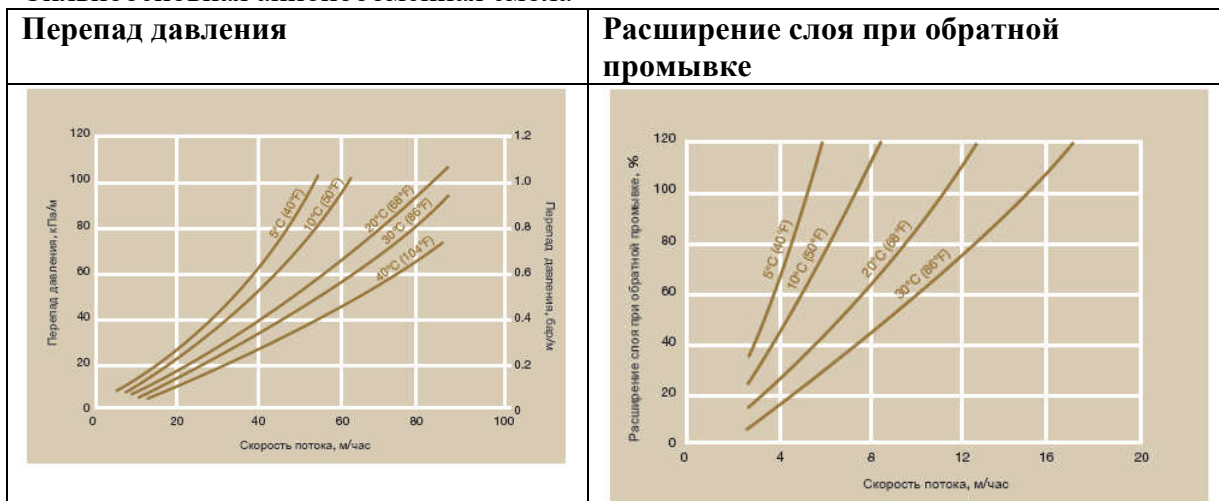 Перепад давления
Расширение слоя при обратной
промывке
120
100
80
60
40
20
0
0
20
40
60
80
100
1.2
1.0
0.8
0.6
0.4
0.2
0
Перепад давления, кПа/м
Перепад давления, бар/м
Скорость потока, м/час
5°C (40°F)
10°C (50°F)
20°C (68°F)
30°C (86°F)
40°C (104°F)
120
100
80
60
40
20
0
0
4
8
12
16
20
Расширение слоя при обратной промывке, %
Скорость потока, м/час
5°C (40°F)
10°C (50°F)
20°C (68°F)
30°C (86°F)